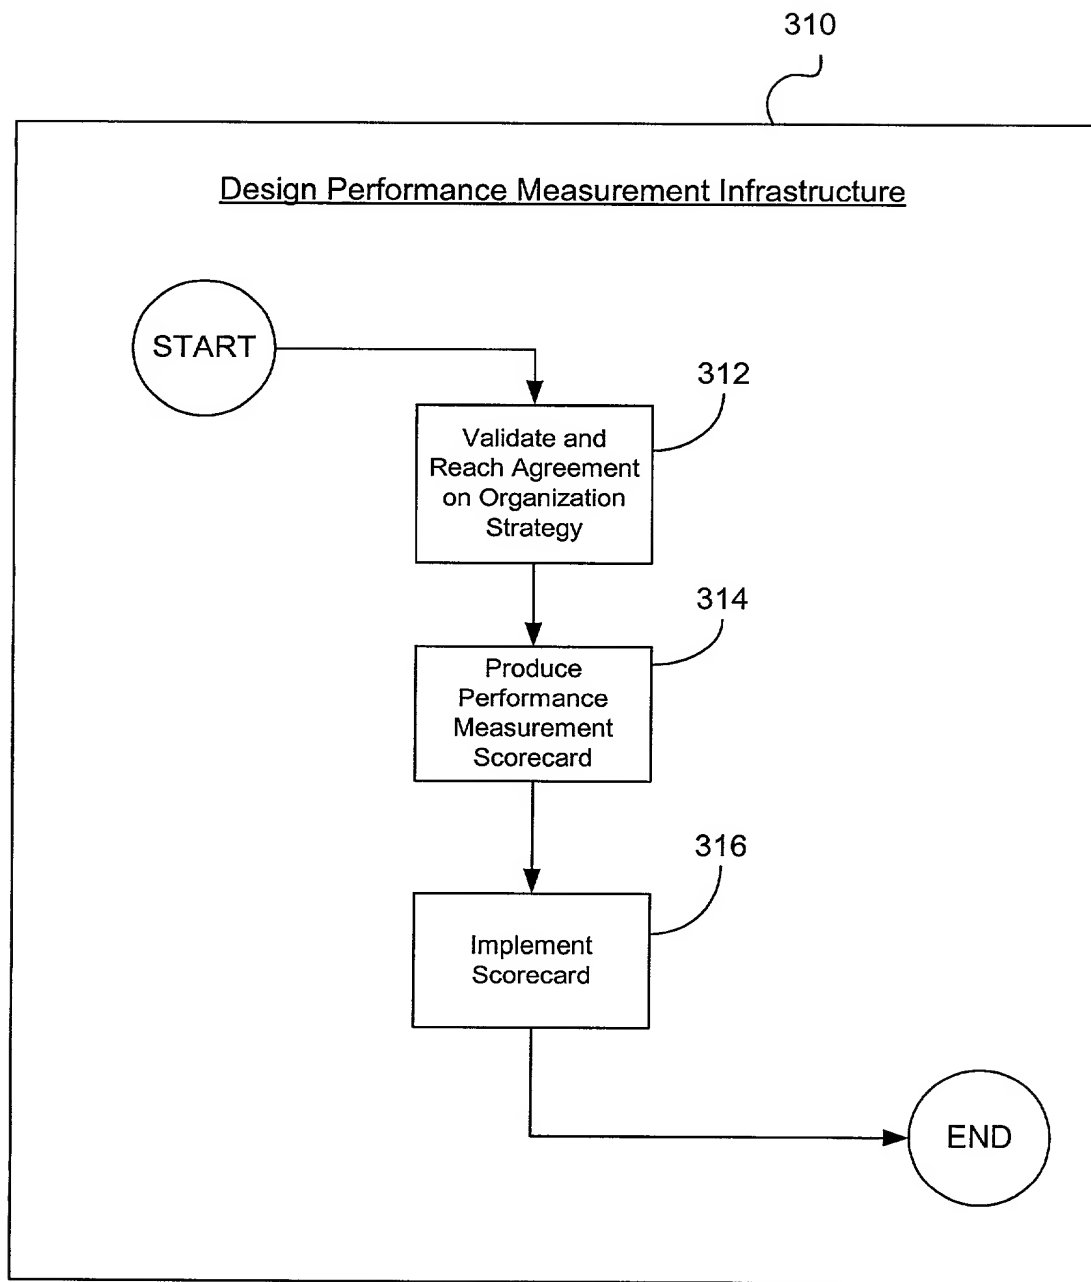 310
Design Performance Measurement Infrastructure
START
312
Validate and
Reach Agreement
on Organization
Strategy
314
Produce
Performance
Measurement
Scorecard
316
Implement
Scorecard
END